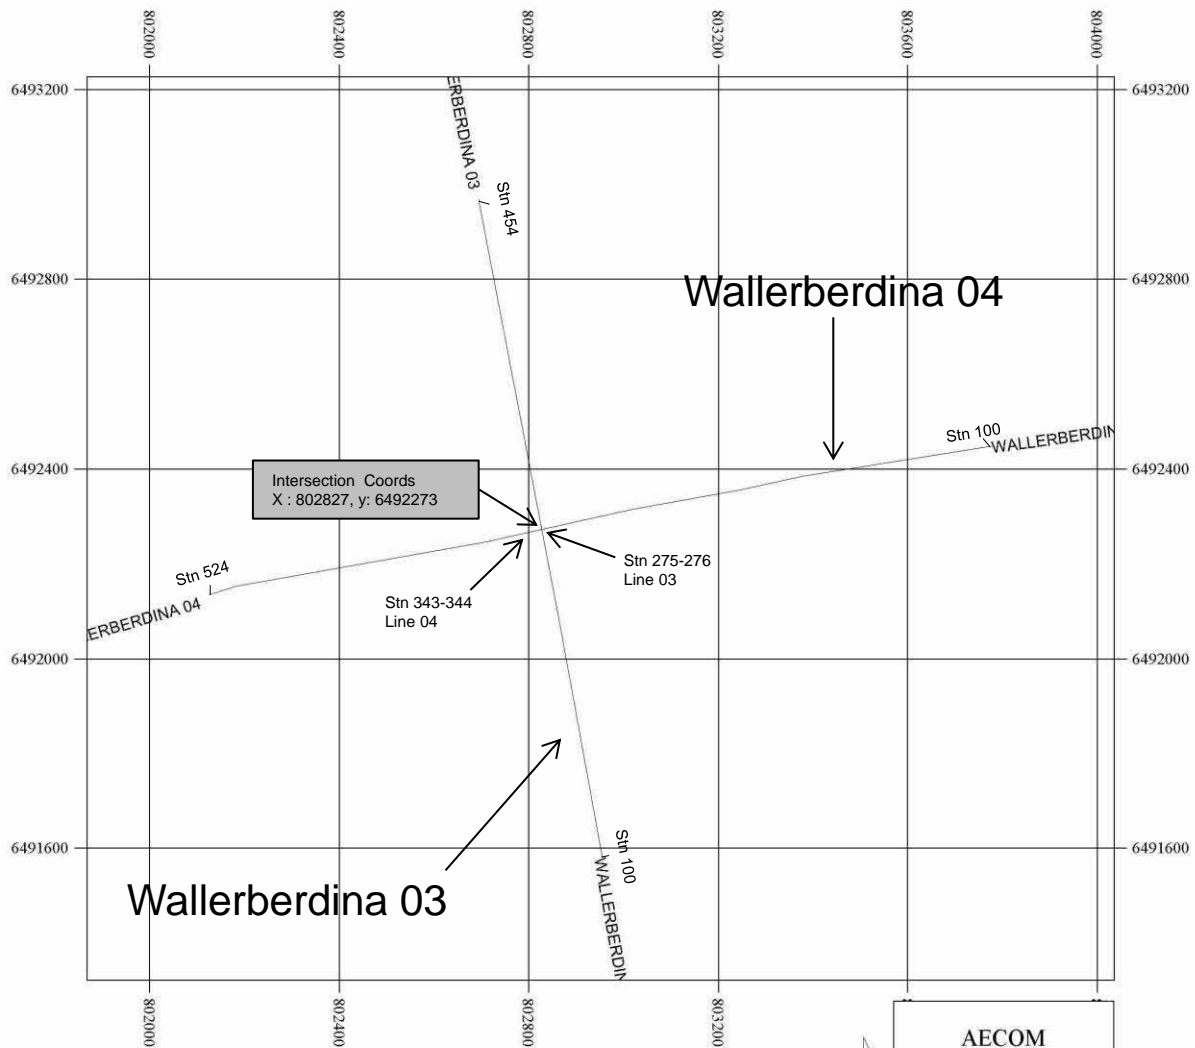 802000
802400
802800
803200
803600
804000
6493200
6493200
ERBERDINA 03
Stn 454
6492800
6492800
Wallerberdina 04
Stn 100
WALLERBERDIN
6492400
6492400
Intersection Coords
X : 802827, y: 6492273
Stn 275-276
Line 03
Stn 524
Stn 343-344
Line 04
ERBERDINA 04
6492000
6492000
6491600
6491600
Stn 100
WALLERBERDIN
Wallerberdina 03
802000
802400
802800
803200
AECOM